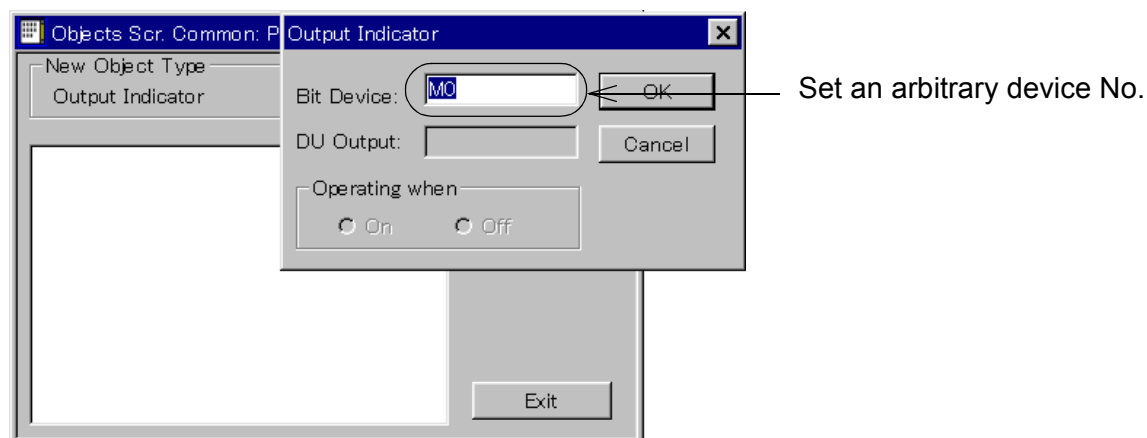 Objects Scr. Common: P
Output Indicator
New Object Type
Output Indicator
Bit Device:
M0
OK
Set an arbitrary device No.
DU Output:
Cancel
Operating when
On
Off
Exit